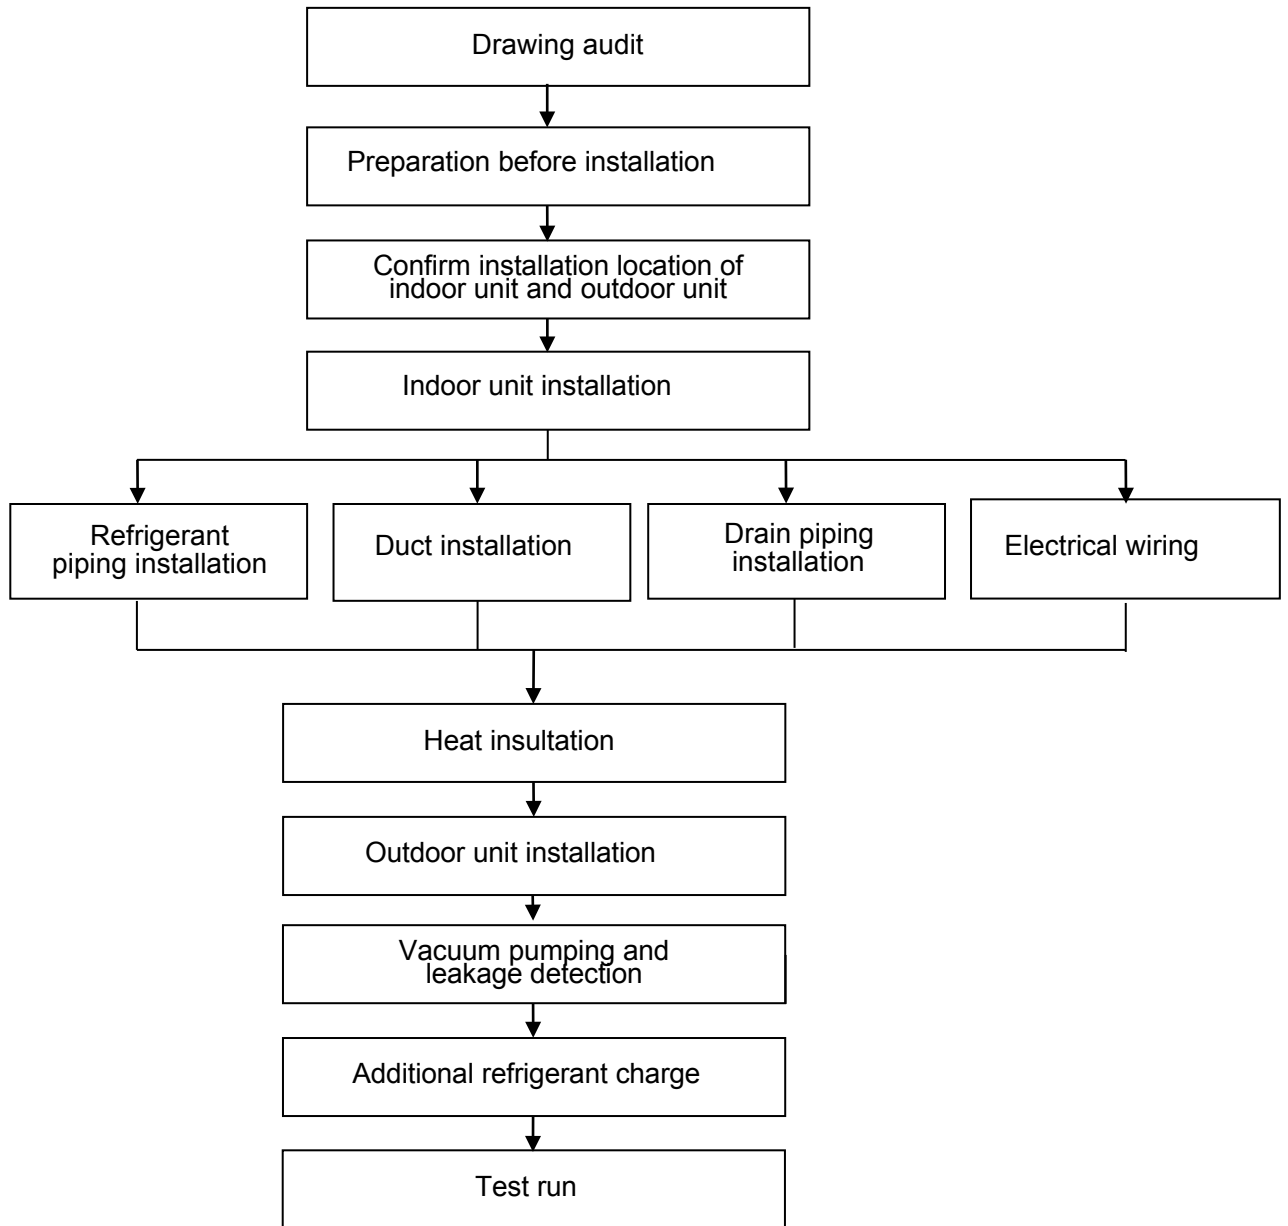 Drawing audit
Preparation before installation
Confirm installation location of
indoor unit and outdoor unit
Indoor unit installation
Refrigerant
piping installation
Duct installation
Drain piping
installation
Electrical wiring
Heat insultation
Outdoor unit installation
Vacuum pumping and
leakage detection
Additional refrigerant charge
Test run